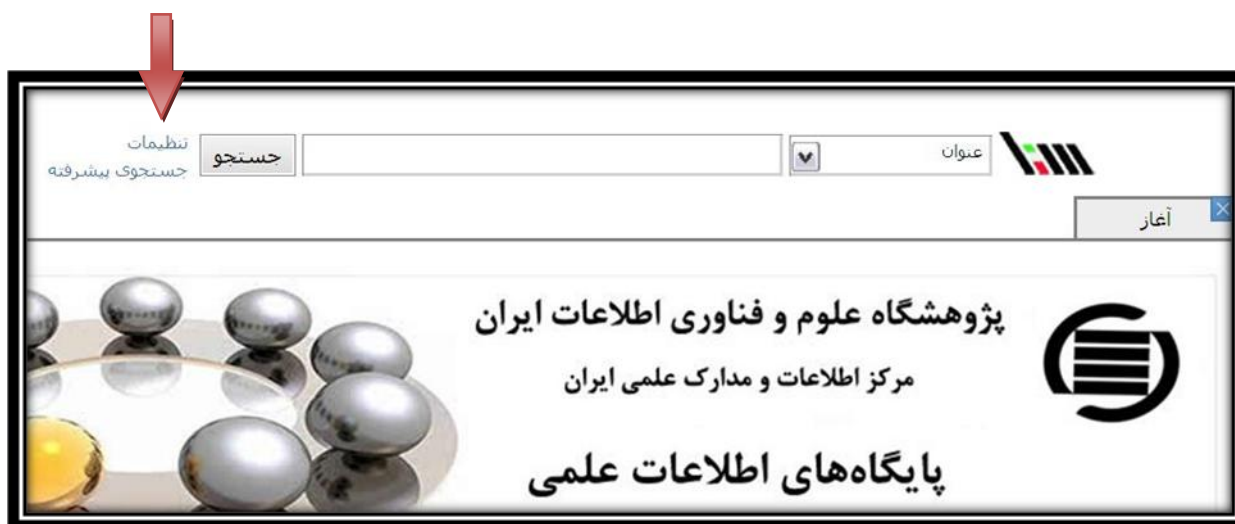 عنوان
جستجو
تنظیمات
جستجوی پیشرفته
آغاز
پژوهشگاه علوم و فناوری اطلاعات ایران
مرکز اطلاعات و مدارک علمی ایران
پایگاه‌های اطلاعات علمی